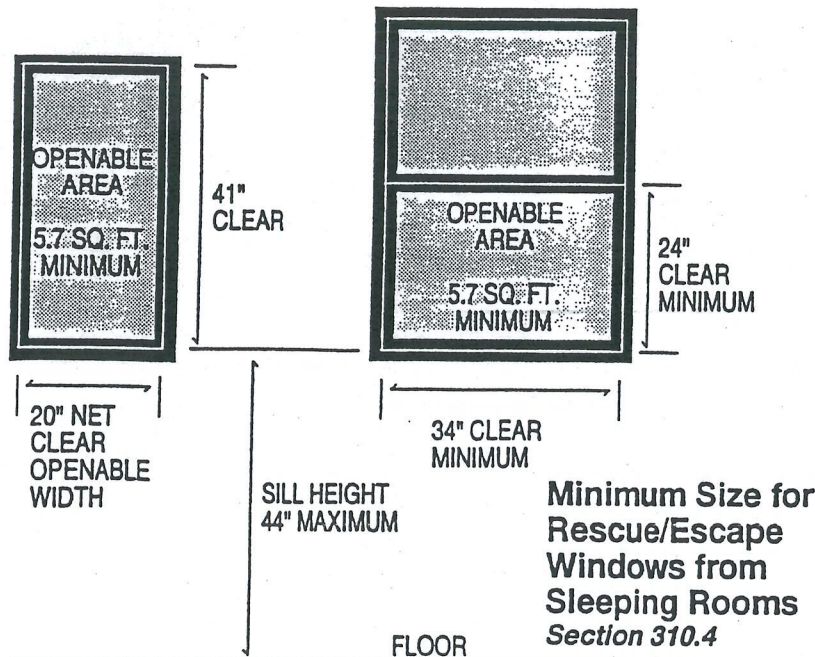 OPENABLE
AREA
5.7 SQ. FT.
MINIMUM
41"
CLEAR
OPENABLE
AREA
5.7 SQ. FT.
MINIMUM
24"
CLEAR
MINIMUM
20" NET
CLEAR
OPENABLE
WIDTH
34" CLEAR
MINIMUM
SILL HEIGHT
44" MAXIMUM
Minimum Size for
Rescue/Escape
Windows from
Sleeping Rooms
Section 310.4
FLOOR